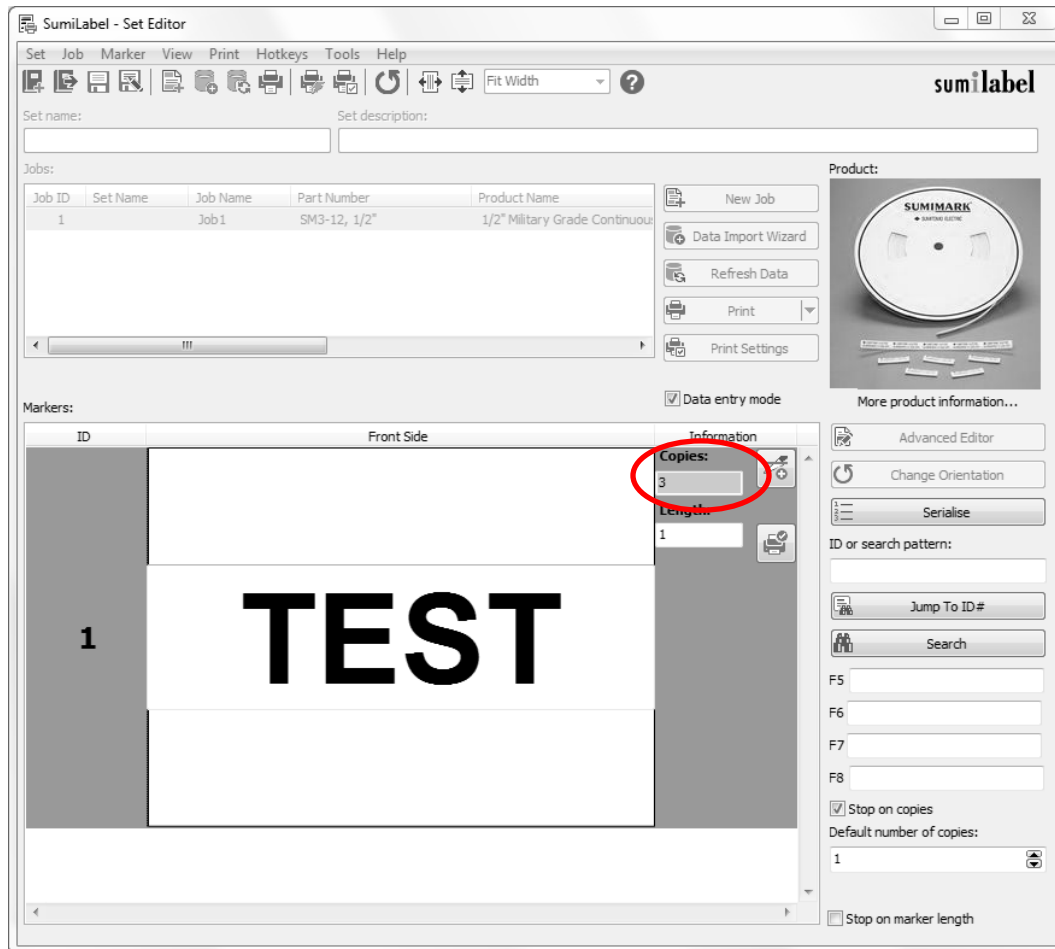 SumiLabel - Set Editor
Set Job Marker View Print Hotkeys Tools Help
Fit Width
sumilabel
Set name: Set description:
Jobs: Product:
Job ID Set Name Job Name Part Number Product Name
1 Job1 SM3-12, 1/2" 1/2" Military Grade Continuou
New Job
Data Import Wizard
Refresh Data
Print
Print Settings
SUMIMARK
SUMITOMO ELECTRIC
Data entry mode
More product information...
Markers:
ID Front Side Information
Copies:
3
Length:
1
1
TEST
Advanced Editor
Change Orientation
Serialise
ID or search pattern:
Jump To ID#
Search
F5
F6
F7
F8
Stop on copies
Default number of copies:
1
Stop on marker length